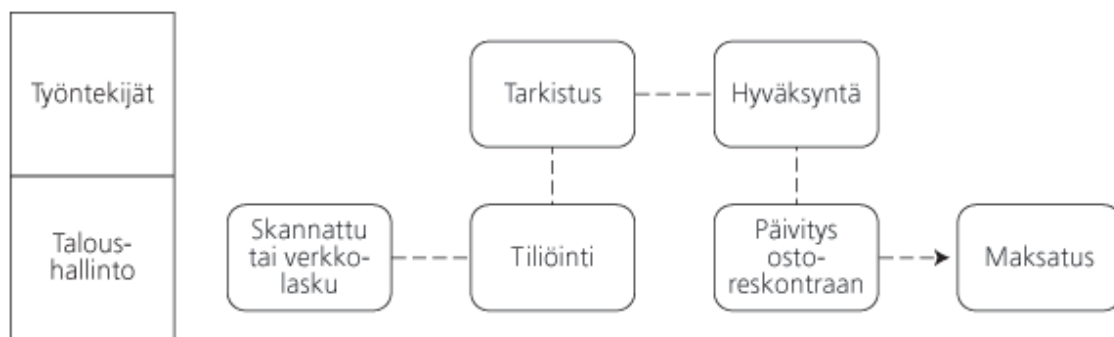 Työntekijät
Tarkistus
Hyväksyntä
Talous-
hallinto
Skannattu
tai verkko-
lasku
Tiliöinti
Päivitys
osto-
reskontraan
Maksatus